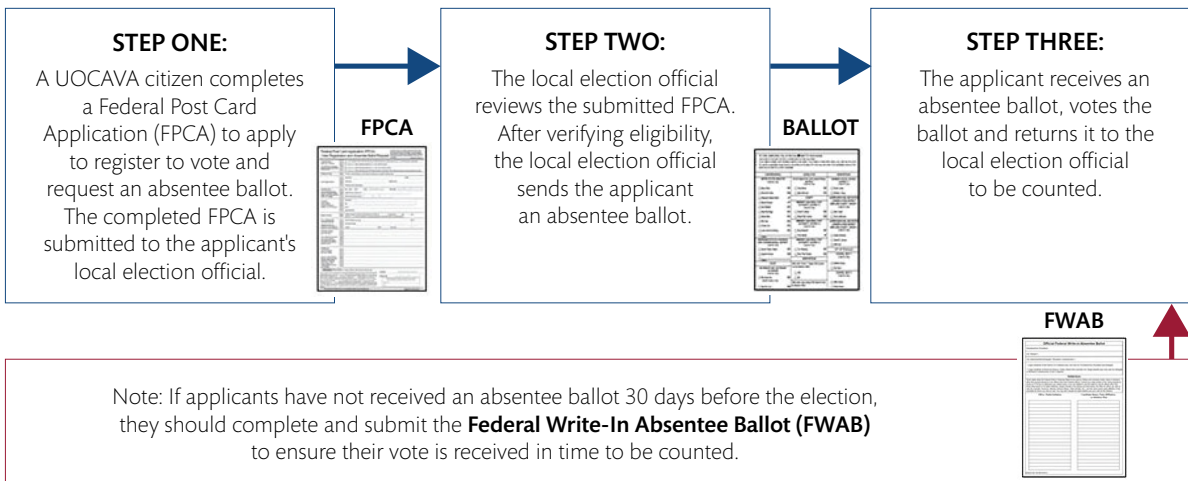 STEP ONE:
A UOCAVA citizen completes
a Federal Post Card
Application (FPCA) to apply
to register to vote and
request an absentee ballot.
The completed FPCA is
submitted to the applicant's
local election official.
FPCA
STEP TWO:
The local election official
reviews the submitted FPCA.
After verifying eligibility,
the local election official
sends the applicant
an absentee ballot.
BALLOT
STEP THREE:
The applicant receives an
absentee ballot, votes the
ballot and returns it to the
local election official
to be counted.
FWAB
Official Federal Write-In Absentee Ballot
Note: If applicants have not received an absentee ballot 30 days before the election,
they should complete and submit the Federal Write-In Absentee Ballot (FWAB)
to ensure their vote is received in time to be counted.